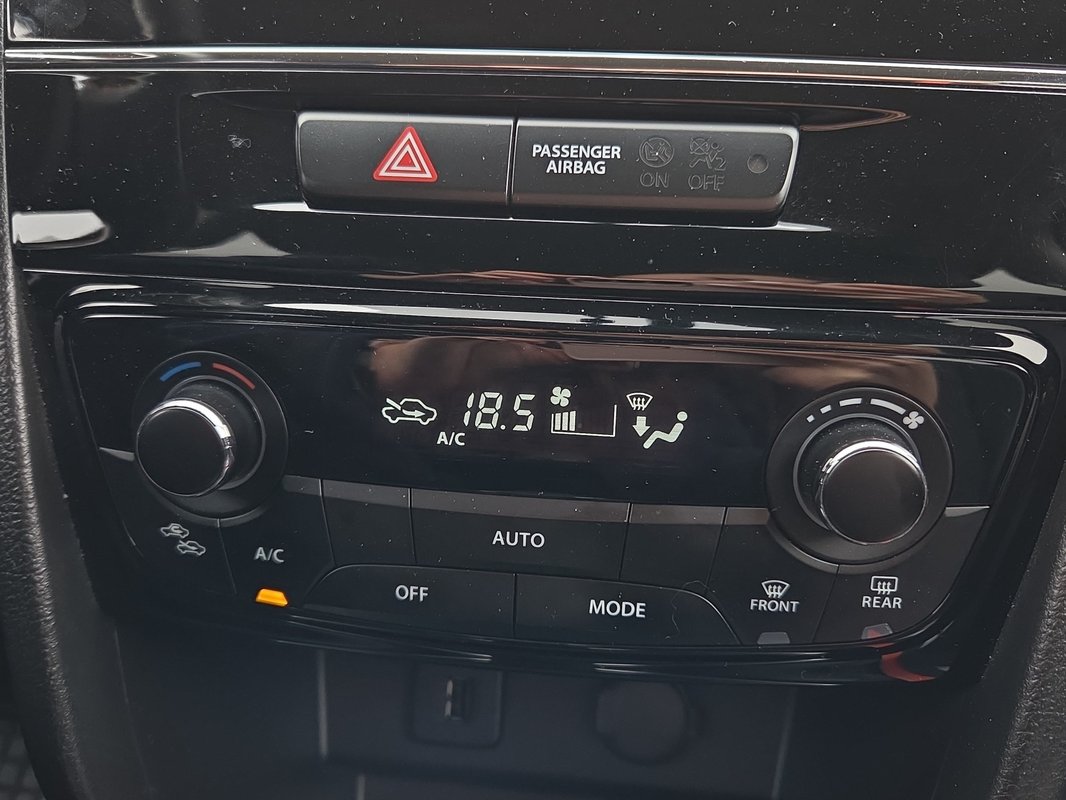 PASSENGER
AIRBAG
ON
OFF
18.5
A/C
A/C
AUTO
OFF
MODE
FRONT
REAR